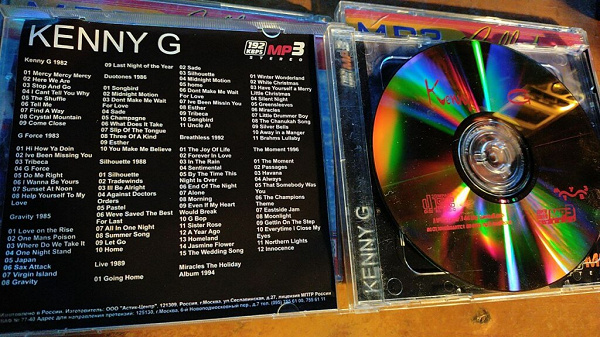 KENNY G
192 KBPS MP3
STEREO
Kenny G 1982
01 Mercy Mercy Mercy
02 Here We Are
03 Stop And Go
04 I Cant Tell You Why
05 The Shuffle
06 Tell Me
07 Find A Way
08 Crystal Mountain
09 Come Close
G Force 1983
01 Hi How Ya Doin
02 Ive Been Missing You
03 Tribeca
04 G Force
05 Do Me Right
06 I Wanna Be Yours
07 Sunset At Noon
08 Help Yourself To My
Gravity 1985
01 Love on the Rise
02 One Mans Poison
03 Where Do We Take It
04 One Night Stand
05 Japan
06 Sax Attack
07 Virgin Island
08 Gravity
09 Last Night of the Year
Duotones 1986
01 Songbird
02 Midnight Motion
03 Dont Make Me Wait
For Love
04 Sade
05 Champagne
06 What Does It Take
07 Slip Of The Tongue
08 Three Of A Kind
09 Esther
10 You Make Me Believe
Silhouette 1988
01 Silhouette
02 Tradewinds
03 Ill Be Alright
04 Against Doctors
Orders
05 Pastel
06 Weve Saved The Best
For Last
07 All In One Night
08 Summer Song
09 Let Go
10 Home
Live 1989
01 Going Home
02 Sade
03 Silhouette
04 Midnight Motion
05 home
06 Dont Make Me Wait
For Love
07 Ive Been Missin You
08 Esther
09 Tribeca
10 Songbird
11 Uncle Al
Breathless 1992
01 The Joy Of Life
02 Forever In Love
03 In The Rain
04 Sentimental
05 By The Time This
Night Is Over
06 End Of The Night
07 Alone
08 Morning
09 Even If My Heart
Would Break
10 G Bop
11 Sister Rose
12 A Year Ago
13 Homeland
14 Jasmine Flower
15 The Wedding Song
Miracles The Holiday
Album 1994
01 Winter Wonderland
02 White Christmas
03 Have Yourself a Merry
Little Christmas
04 Silent Night
05 Greensleeves
06 Miracles
07 Little Drummer Boy
08 The Chanukah Song
09 Silver Bells
10 Away in a Manger
11 Brahms Lullaby
The Moment 1996
01 The Moment
02 Passages
03 Havana
04 Always
05 That Somebody Was
You
06 The Champions
Theme
07 Eastside Jam
08 Moonlight
09 Gettin On The Step
10 Everytime I Close My
Eyes
11 Northern Lights
12 Innocence
KENNY G